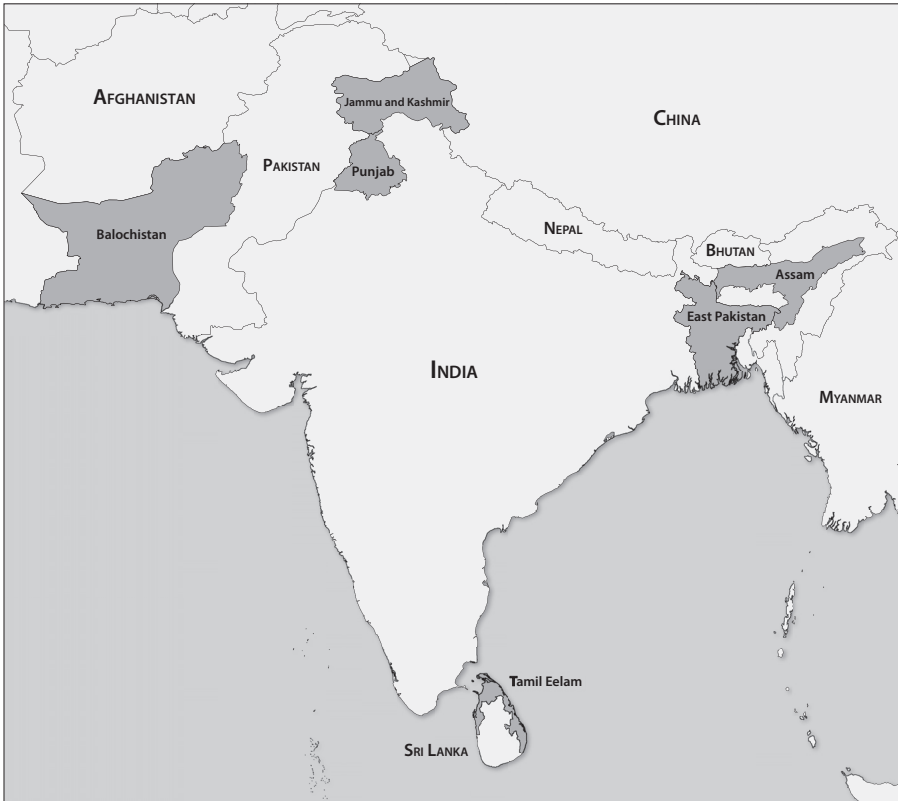 AFGHANISTAN
Jammu and Kashmir
CHINA
PAKISTAN
Punjab
Balochistan
NEPAL
BHUTAN
Assam
East Pakistan
INDIA
MYANMAR
Tamil Eelam
SRI LANKA